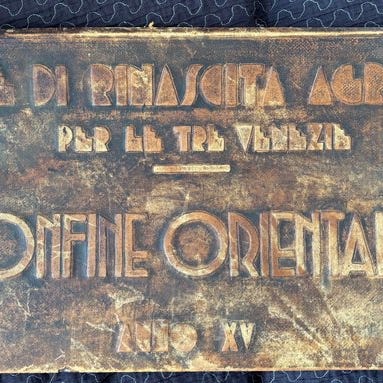 E DI RINASCITA AGR
PER LE TRE VENEZIE
ONFINE ORIENTAL
ANNO XV